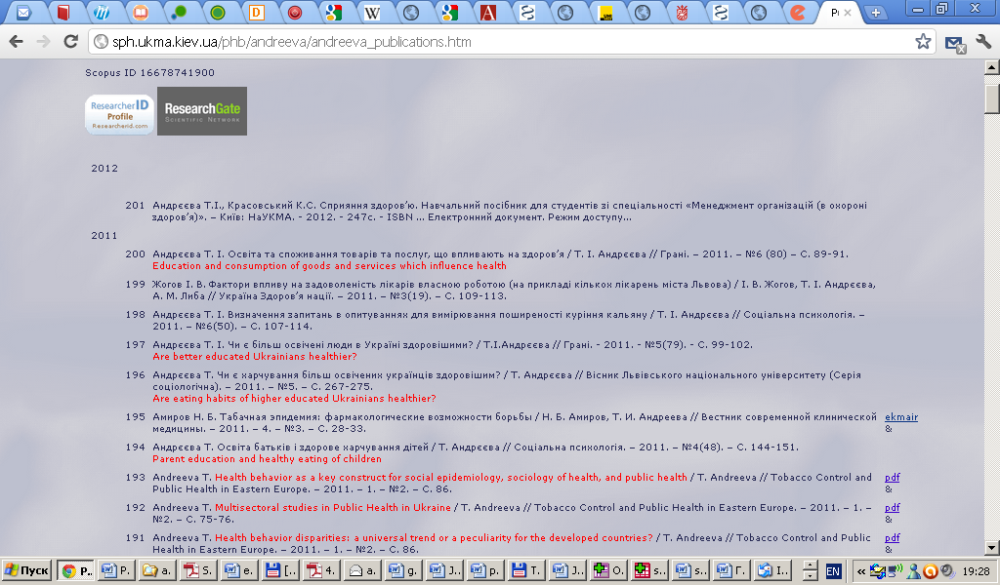 Pu
sph.ukma.kiev.ua/phb/andreeva/andreeva_publications.htm
Scopus ID 16678741900
ResearcherID
Profile
Researcherid.com
ResearchGate
SCIENTIFIC NETWORK
2012
201 Андрєєва Т.І., Красовський К.С. Сприяння здоров'ю. Навчальний посібник для студентів зі спеціальності «Менеджмент організацій (в охороні
здоров'я)». – Київ: НаУКМА. - 2012. - 247с. - ISBN ... Електронний документ. Режим доступу...
2011
200 Андрєєва Т. І. Освіта та споживання товарів та послуг, що впливають на здоров'я / Т. І. Андрєєва // Грані. – 2011. – №6 (80) – С. 89-91.
Education and consumption of goods and services which influence health
199 Жогов І. В. Фактори впливу на задоволеність лікарів власною роботою (на прикладі кількох лікарень міста Львова) / І. В. Жогов, Т. І. Андрєєва,
А. М. Либа // Україна Здоров'я нації. – 2011. – №3(19). – С. 109-113.
198 Андрєєва Т. І. Визначення запитань в опитуваннях для вимірювання поширеності куріння кальяну / Т. І. Андрєєва // Соціальна психологія. –
2011. – №6(50). – С. 107-114.
197 Андрєєва Т. І. Чи є більш освічені люди в Україні здоровішими? / Т.І.Андрєєва // Грані. - 2011. - №5(79). - С. 99-102.
Are better educated Ukrainians healthier?
196 Андрєєва Т. Чи є харчування більш освічених українців здоровішим? / Т. Андрєєва // Вісник Львівського національного університету (Серія
соціологічна). – 2011. – №5. – С. 267-275.
Are eating habits of higher educated Ukrainians healthier?
195 Амиров Н. Б. Табачная эпидемия: фармакологические возможности борьбы / Н. Б. Амиров, Т. И. Андреева // Вестник современной клинической ekmair
медицины. – 2011. – 4. – №3. – С. 28-33. &
194 Андрєєва Т. Освіта батьків і здорове харчування дітей / Т. Андрєєва // Соціальна психологія. – 2011. – №4(48). – С. 144-151.
Parent education and healthy eating of children
193 Andreeva T. Health behavior as a key construct for social epidemiology, sociology of health, and public health / T. Andreeva // Tobacco Control and pdf
Public Health in Eastern Europe. – 2011. – 1. – №2. – С. 86. &
192 Andreeva T. Multisectoral studies in Public Health in Ukraine / T. Andreeva // Tobacco Control and Public Health in Eastern Europe. – 2011. – 1. – pdf
№2. – С. 75-76. &
191 Andreeva T. Health behavior disparities: a universal trend or a peculiarity for the developed countries? / T. Andreeva // Tobacco Control and Public pdf
Health in Eastern Europe. – 2011. – 1. – №2. – С. 86. &
Пуск P.. P.. a.. S.. e.. [.. 4.. a.. g.. J.. p.. T.. J.. O.. s.. s.. Г.. I.. EN « 19:28